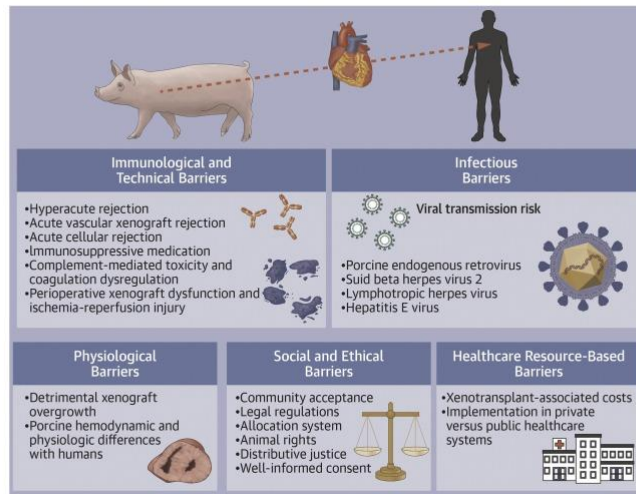 Immunological and
Technical Barriers
•Hyperacute rejection
•Acute vascular xenograft rejection
•Acute cellular rejection
•Immunosuppressive medication
•Complement-mediated toxicity and
coagulation dysregulation
•Perioperative xenograft dysfunction and
ischemia-reperfusion injury
Infectious
Barriers
Viral transmission risk
•Porcine endogenous retrovirus
•Suid beta herpes virus 2
•Lymphotropic herpes virus
•Hepatitis E virus
Physiological
Barriers
•Detrimental xenograft
overgrowth
•Porcine hemodynamic and
physiologic differences
with humans
Social and Ethical
Barriers
•Community acceptance
•Legal regulations
•Allocation system
•Animal rights
•Distributive justice
•Well-informed consent
Healthcare Resource-Based
Barriers
•Xenotransplant-associated costs
•Implementation in private
versus public healthcare
systems